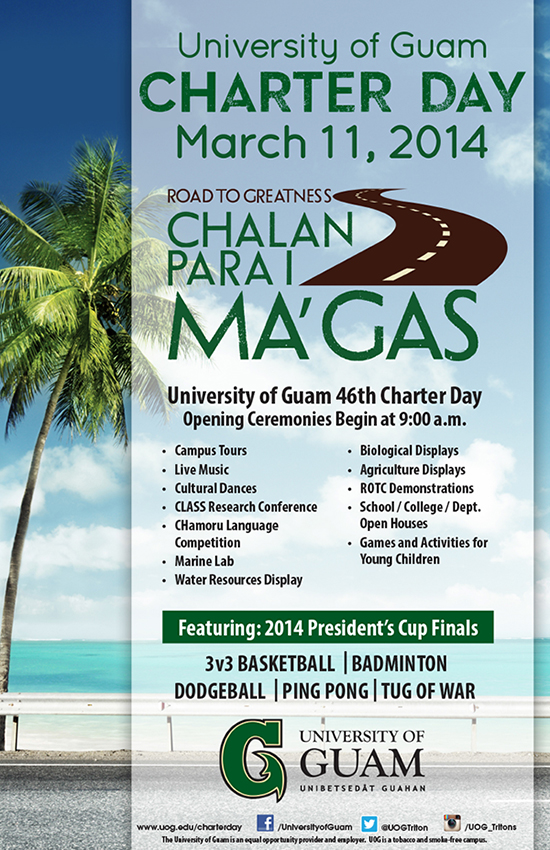 University of Guam
CHARTER DAY
March 11, 2014
ROAD TO GREATNESS
CHALAN
PARA I
MA'GAS
University of Guam 46th Charter Day
Opening Ceremonies Begin at 9:00 a.m.
• Campus Tours
• Live Music
• Cultural Dances
• CLASS Research Conference
• CHamoru Language
Competition
• Marine Lab
• Water Resources Display
• Biological Displays
• Agriculture Displays
• ROTC Demonstrations
• School / College / Dept.
Open Houses
• Games and Activities for
Young Children
Featuring: 2014 President's Cup Finals
3v3 BASKETBALL | BADMINTON
DODGEBALL | PING PONG | TUG OF WAR
G
UNIVERSITY OF
GUAM
UNIBETSEDÅT GUAHAN
www.uog.edu/charterday f /UniversityofGuam @UOGTriton /UOG_Tritons
The University of Guam is an equal opportunity provider and employer. UOG is a tobacco and smoke-free campus.